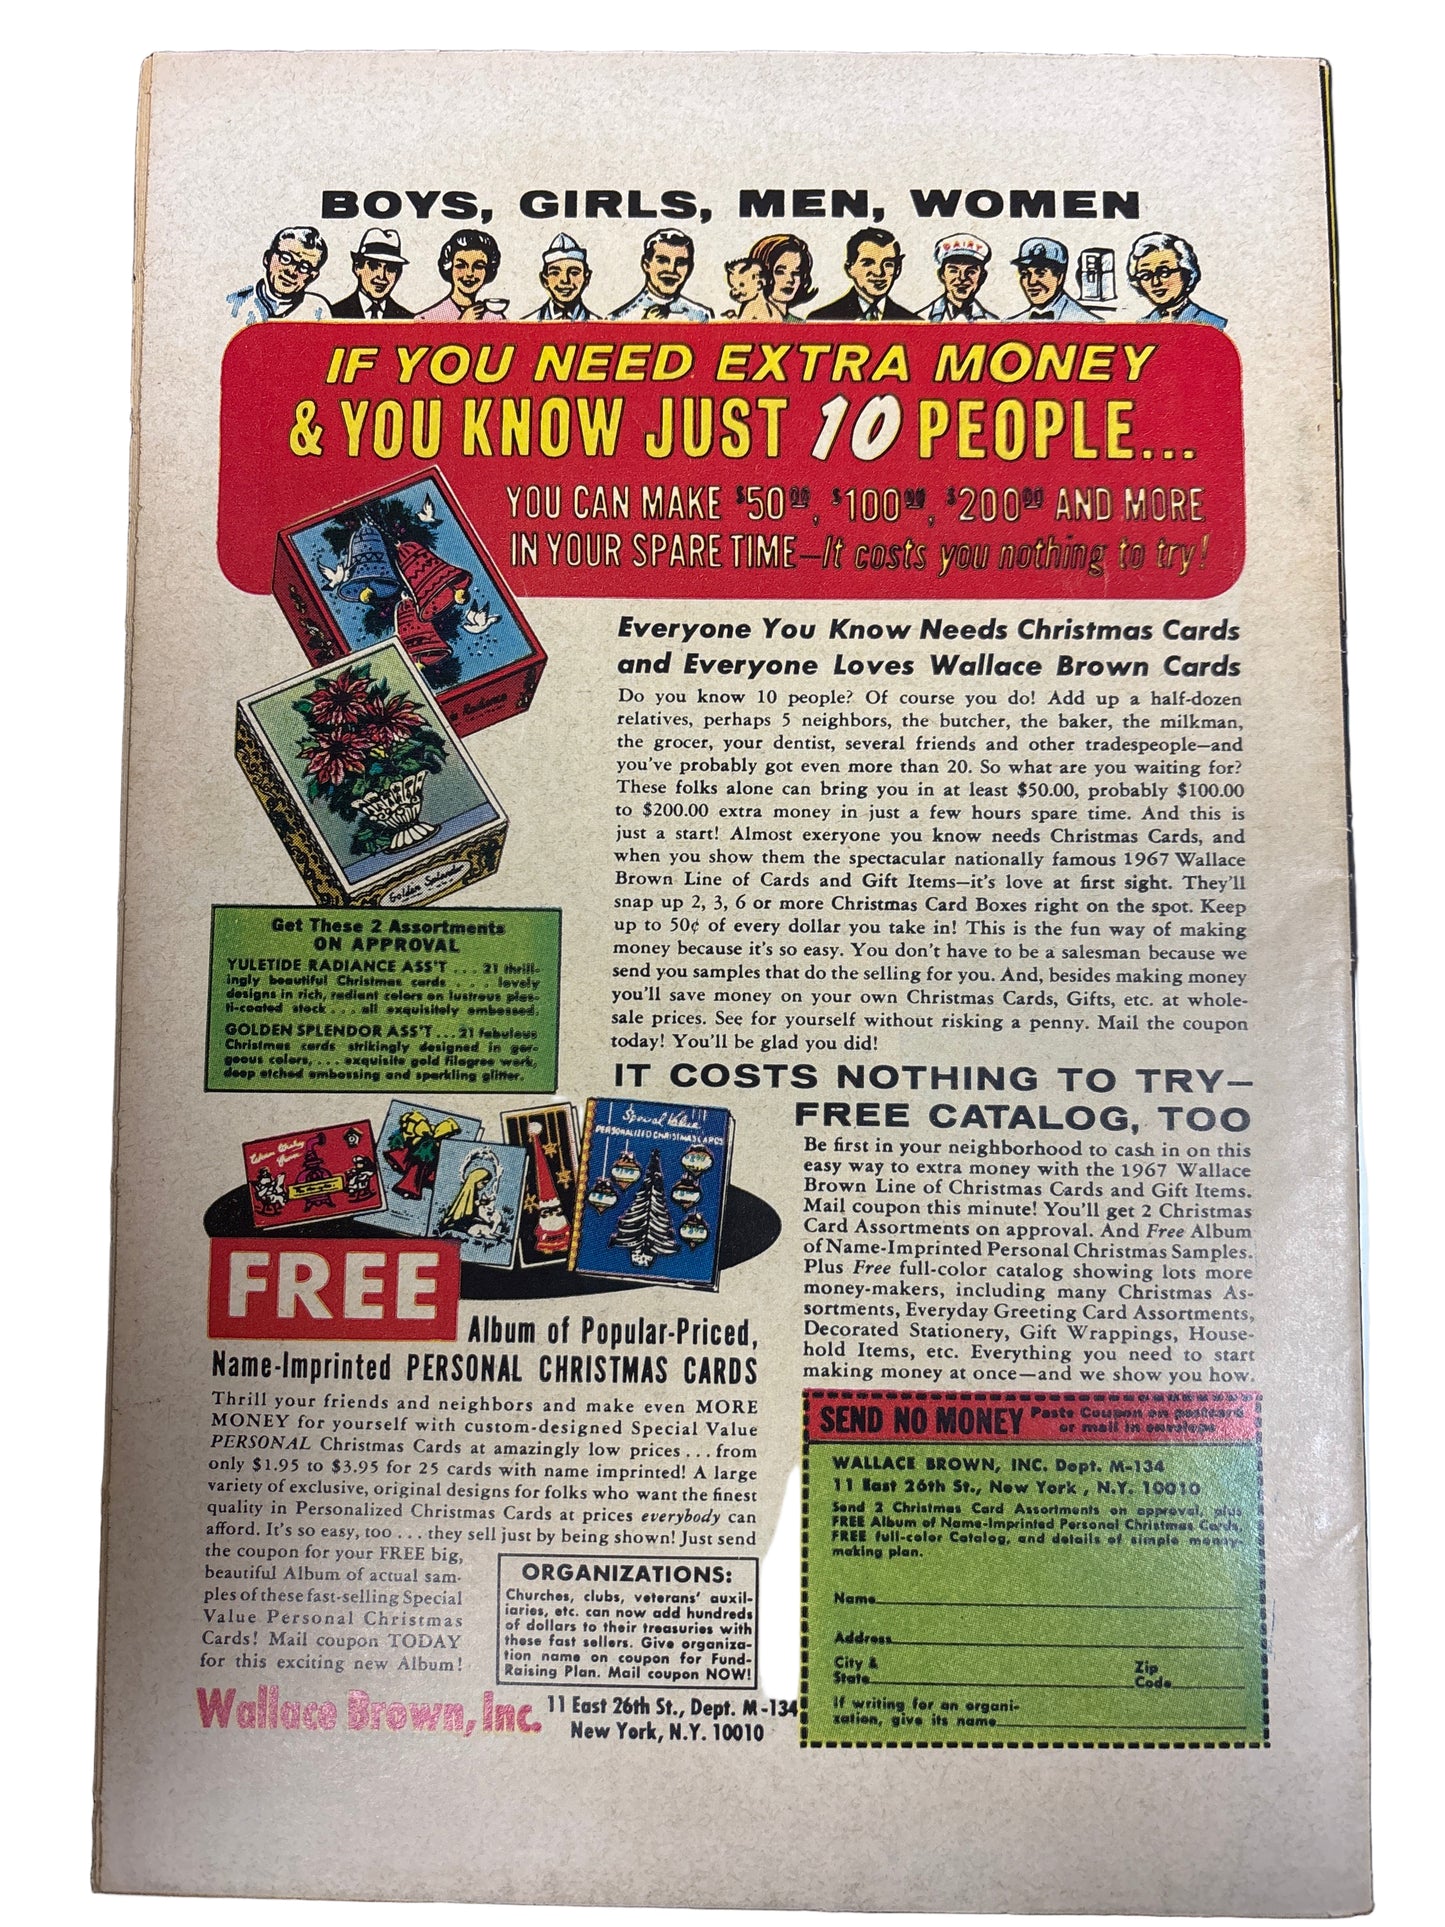 BOYS, GIRLS, MEN, WOMEN
DAIRY
IF YOU NEED EXTRA MONEY
& YOU KNOW JUST 10 PEOPLE...
YOU CAN MAKE $50.00, $100.00, $200.00 AND MORE
IN YOUR SPARE TIME—It costs you nothing to try!
Radiance
Golden Splendor
Get These 2 Assortments
ON APPROVAL
YULETIDE RADIANCE ASS'T ... 21 thrill-
ingly beautiful Christmas cards .... lovely
designs in rich, radiant colors on lustrous plas-
ti-coated stock ... all exquisitely embossed.
GOLDEN SPLENDOR ASS'T... 21 fabulous
Christmas cards strikingly designed in gor-
geous colors, ... exquisite gold filagree work,
deep etched embossing and sparkling glitter.
Everyone You Know Needs Christmas Cards
and Everyone Loves Wallace Brown Cards
Do you know 10 people? Of course you do! Add up a half-dozen
relatives, perhaps 5 neighbors, the butcher, the baker, the milkman,
the grocer, your dentist, several friends and other tradespeople—and
you've probably got even more than 20. So what are you waiting for?
These folks alone can bring you in at least $50.00, probably $100.00
to $200.00 extra money in just a few hours spare time. And this is
just a start! Almost exeryone you know needs Christmas Cards, and
when you show them the spectacular nationally famous 1967 Wallace
Brown Line of Cards and Gift Items—it's love at first sight. They'll
snap up 2, 3, 6 or more Christmas Card Boxes right on the spot. Keep
up to 50¢ of every dollar you take in! This is the fun way of making
money because it's so easy. You don't have to be a salesman because we
send you samples that do the selling for you. And, besides making money
you'll save money on your own Christmas Cards, Gifts, etc. at whole-
sale prices. See for yourself without risking a penny. Mail the coupon
today! You'll be glad you did!
IT COSTS NOTHING TO TRY—
FREE CATALOG, TOO
Be first in your neighborhood to cash in on this
easy way to extra money with the 1967 Wallace
Brown Line of Christmas Cards and Gift Items.
Mail coupon this minute! You'll get 2 Christmas
Card Assortments on approval. And Free Album
of Name-Imprinted Personal Christmas Samples.
Plus Free full-color catalog showing lots more
money-makers, including many Christmas As-
sortments, Everyday Greeting Card Assortments,
Decorated Stationery, Gift Wrappings, House-
hold Items, etc. Everything you need to start
making money at once—and we show you how.
Special Value
PERSONALIZED CHRISTMAS CARDS
FREE
Album of Popular-Priced,
Name-Imprinted PERSONAL CHRISTMAS CARDS
Thrill your friends and neighbors and make even MORE
MONEY for yourself with custom-designed Special Value
PERSONAL Christmas Cards at amazingly low prices ... from
only $1.95 to $3.95 for 25 cards with name imprinted! A large
variety of exclusive, original designs for folks who want the finest
quality in Personalized Christmas Cards at prices everybody can
afford. It's so easy, too ... they sell just by being shown! Just send
the coupon for your FREE big,
beautiful Album of actual sam-
ples of these fast-selling Special
Value Personal Christmas
Cards! Mail coupon TODAY
for this exciting new Album!
ORGANIZATIONS:
Churches, clubs, veterans' auxil-
iaries, etc. can now add hundreds
of dollars to their treasuries with
these fast sellers. Give organiza-
tion name on coupon for Fund-
Raising Plan. Mail coupon NOW!
Wallace Brown, Inc. 11 East 26th St., Dept. M-134
New York, N.Y. 10010
SEND NO MONEY Paste Coupon on postcard
or mail in envelope
WALLACE BROWN, INC. Dept. M-134
11 East 26th St., New York , N.Y. 10010
Send 2 Christmas Card Assortments on approval, plus
FREE Album of Name-Imprinted Personal Christmas Cards,
FREE full-color Catalog, and details of simple money-
making plan.
Name
Address
City &
State
Zip
Code
If writing for an organi-
zation, give its name